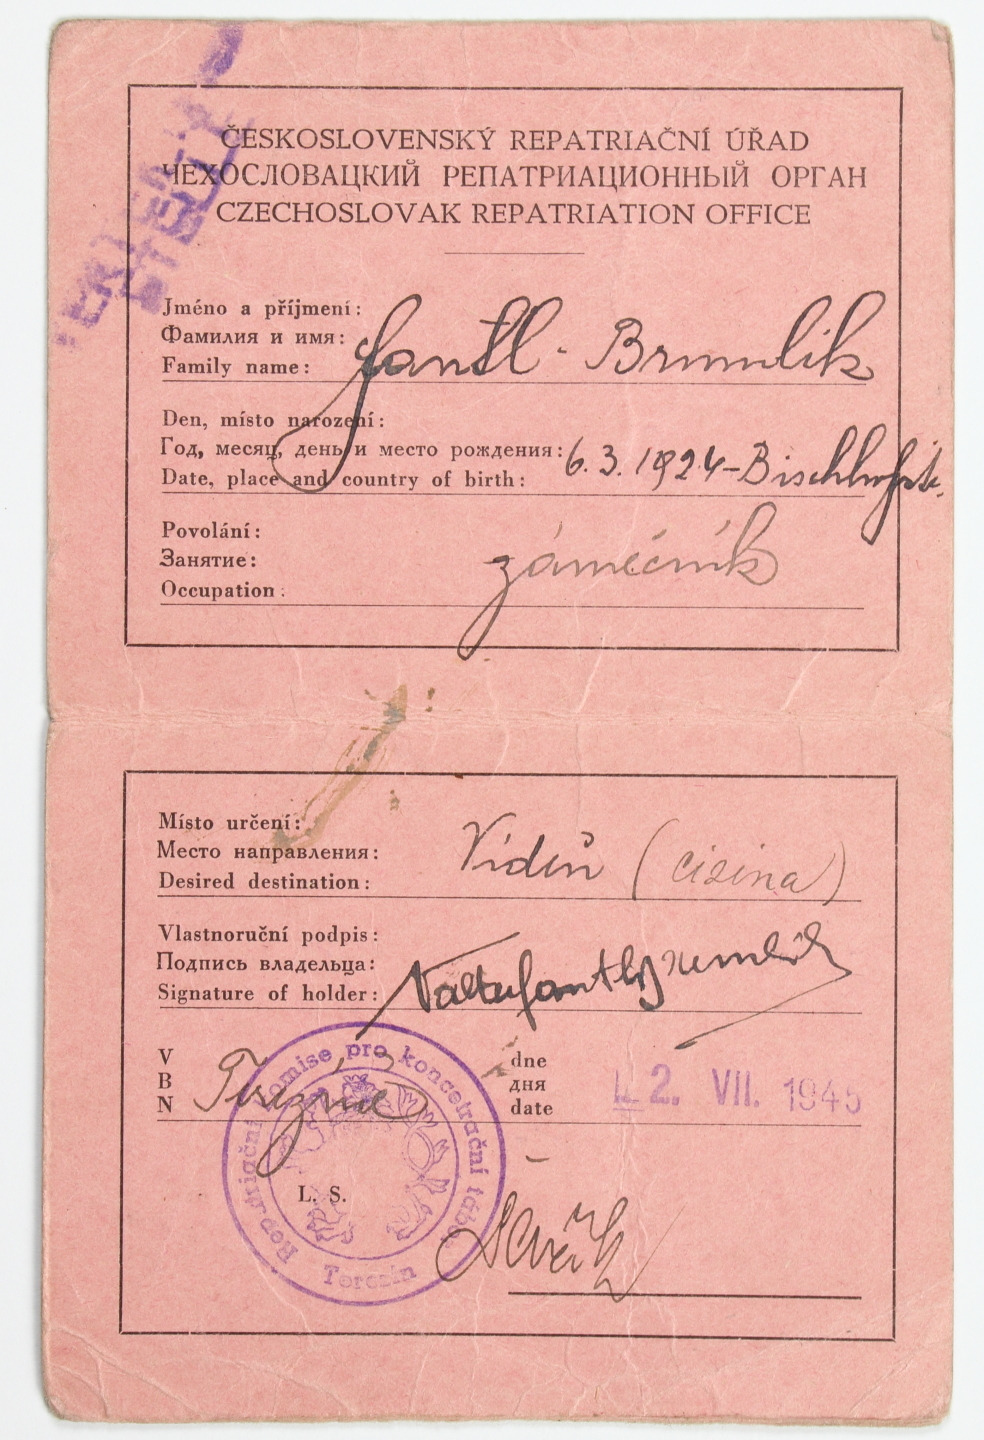 ČESKOSLOVENSKÝ REPATRIAČNÍ ÚŘAD
ЧЕХОСЛОВАЦКИЙ РЕПАТРИАЦИОННЫЙ ОРГАН
CZECHOSLOVAK REPATRIATION OFFICE
Jméno a příjmení:
Фамилия и имя:
Family name: Fantl - Brumlik
Den, místo narození:
Год, месяц, день и место рождения: 6.3.1924 -
Date, place and country of birth:
Povolání:
Занятие:
Occupation: zámečník
Místo určení:
Место направления:
Desired destination: Vídeň (cizina)
Vlastnoruční podpis:
Подпись владельца:
Signature of holder:
V dne
В дня
N Terezíně date 2. VII. 1945
L. S.
Repatriační komise pro koncetrační tábor
Terezín